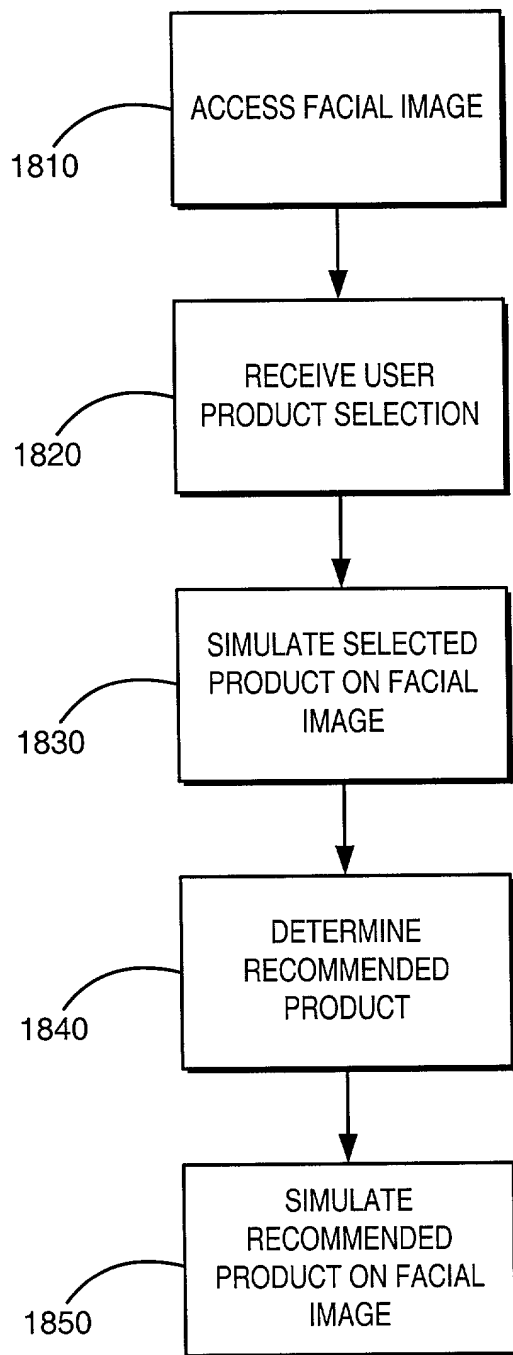 ACCESS FACIAL IMAGE
1810
RECEIVE USER
PRODUCT SELECTION
1820
SIMULATE SELECTED
PRODUCT ON FACIAL
IMAGE
1830
DETERMINE
RECOMMENDED
PRODUCT
1840
SIMULATE
RECOMMENDED
PRODUCT ON FACIAL
IMAGE
1850